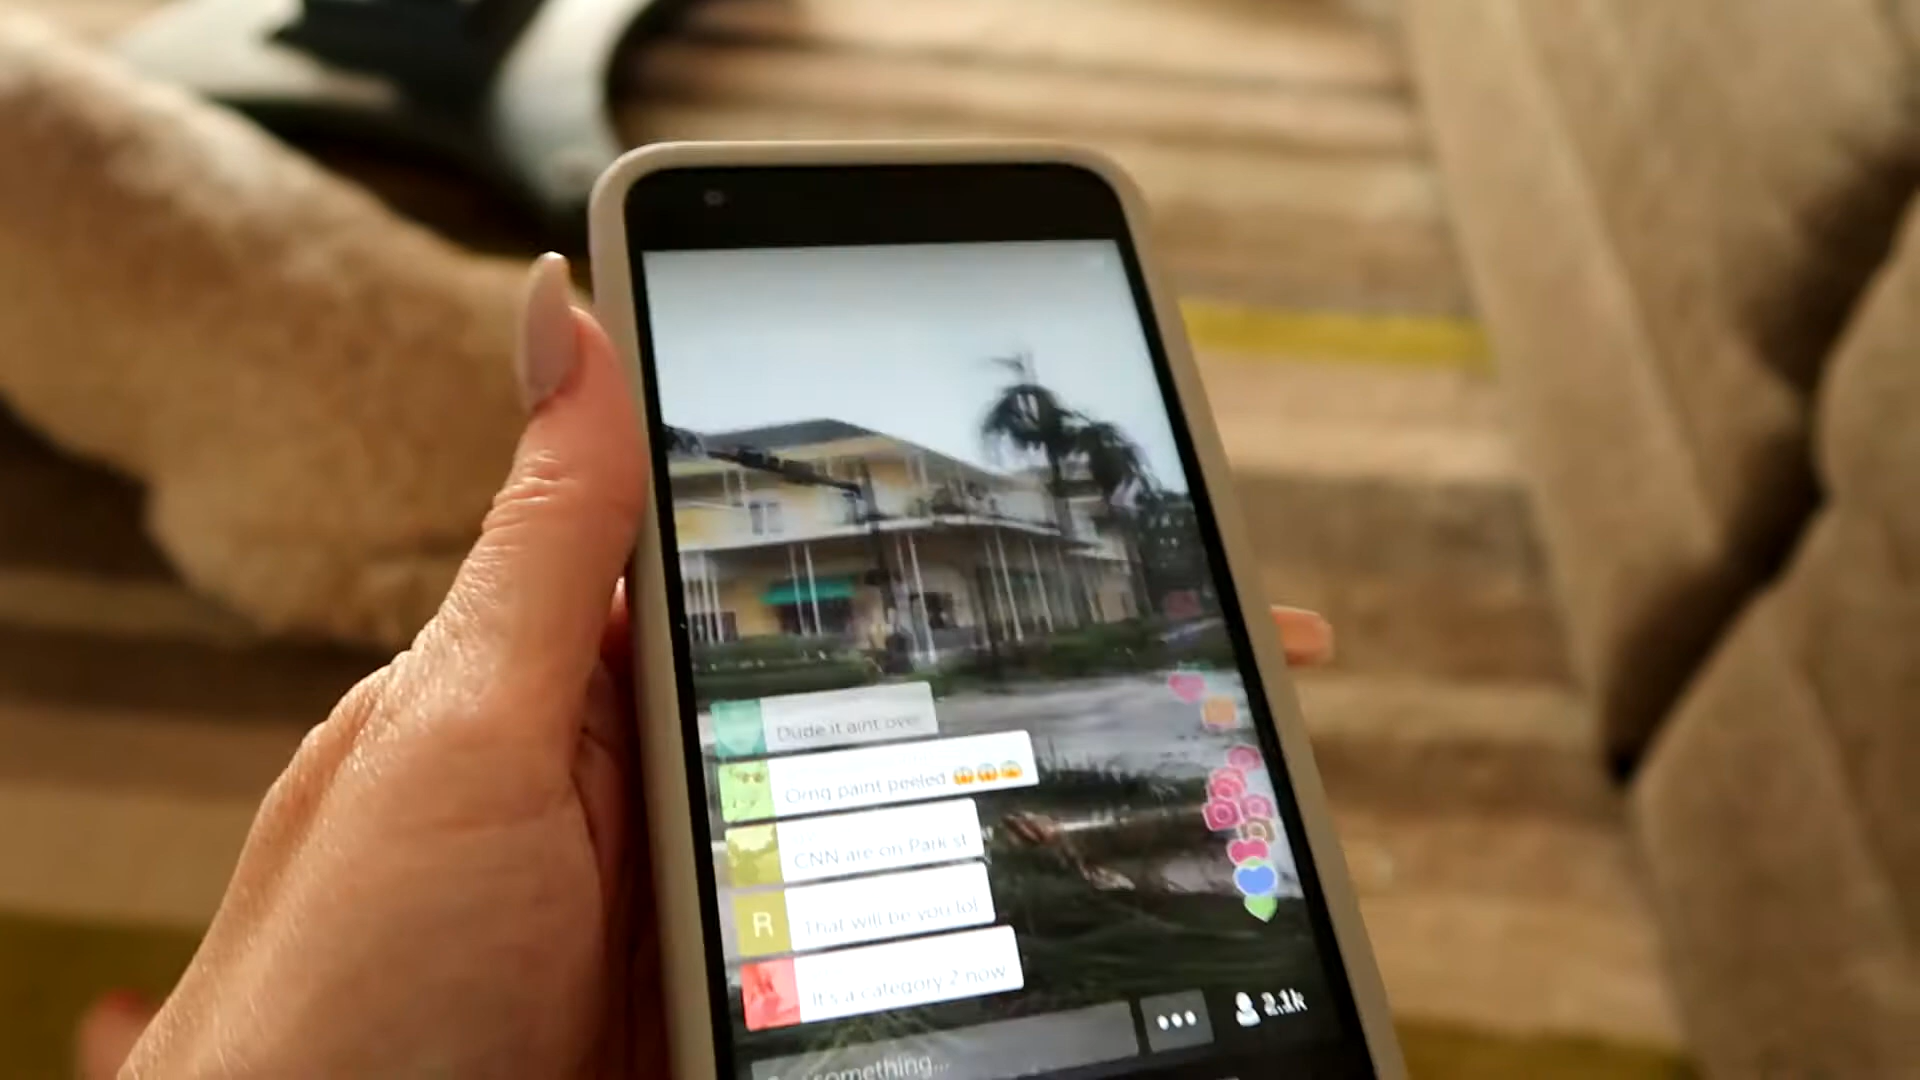 Dude it aint over
Omg paint peeled 😱😱😱
CNN are on Park st
R
That will be you lol
It's a category 2 now
something...
2.1k